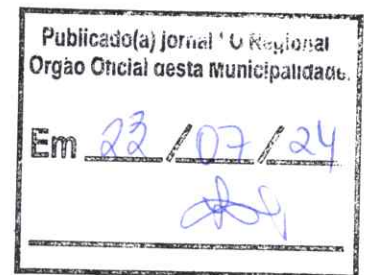 Publicado(a) jornal ' O Regional
Orgão Oficial desta Municipalidade.
Em 23 / 07 / 24